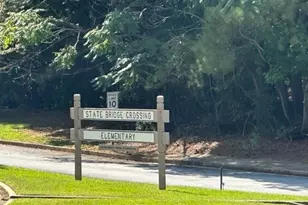 10
STATE BRIDGE CROSSING
ELEMENTARY